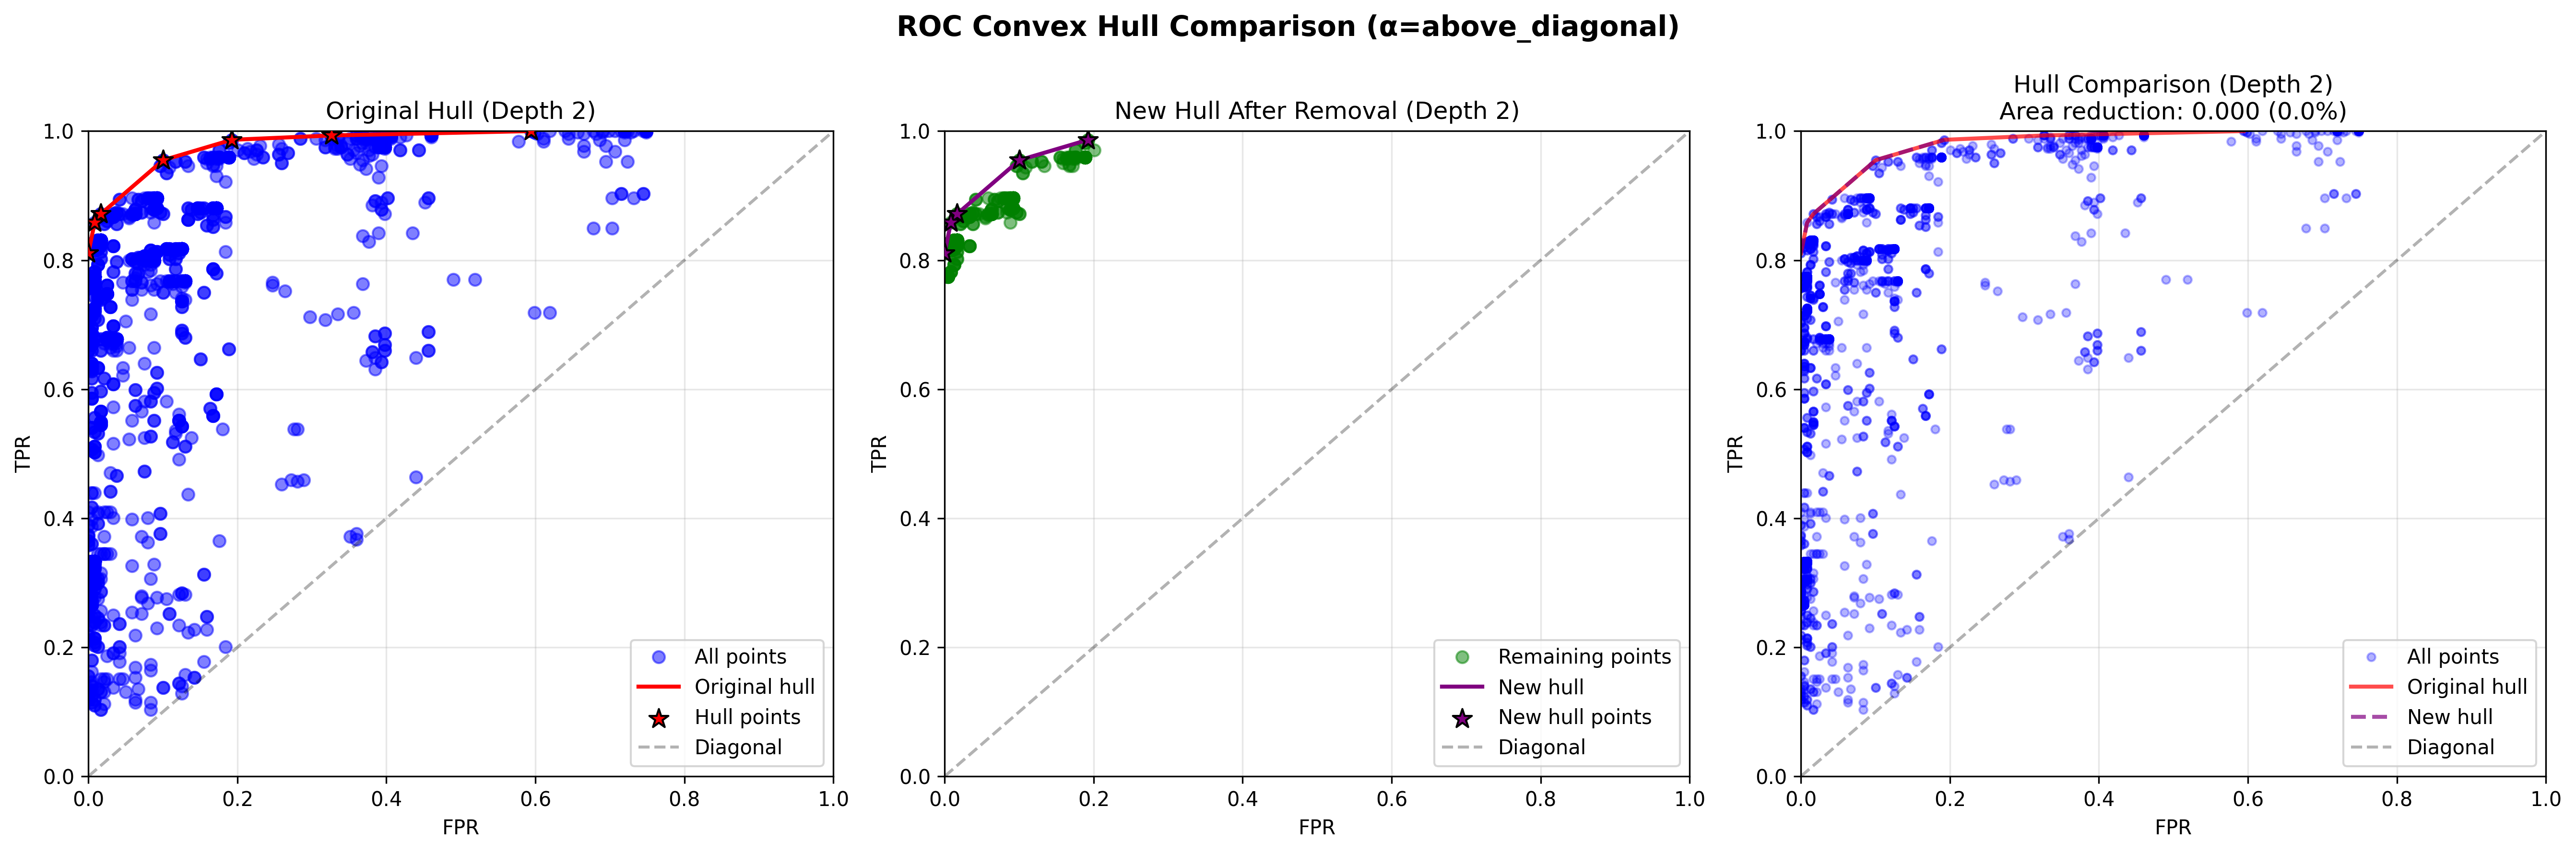 ROC Convex Hull Comparison (α=above_diagonal)
Original Hull (Depth 2)
1.0
0.8
0.6
0.4
0.2
0.0
TPR
0.0
0.2
0.4
0.6
0.8
1.0
FPR
All points
Original hull
Hull points
Diagonal
New Hull After Removal (Depth 2)
1.0
0.8
0.6
0.4
0.2
0.0
TPR
0.0
0.2
0.4
0.6
0.8
1.0
FPR
Remaining points
New hull
New hull points
Diagonal
Hull Comparison (Depth 2)
Area reduction: 0.000 (0.0%)
1.0
0.8
0.6
0.4
0.2
0.0
TPR
0.0
0.2
0.4
0.6
0.8
1.0
FPR
All points
Original hull
New hull
Diagonal